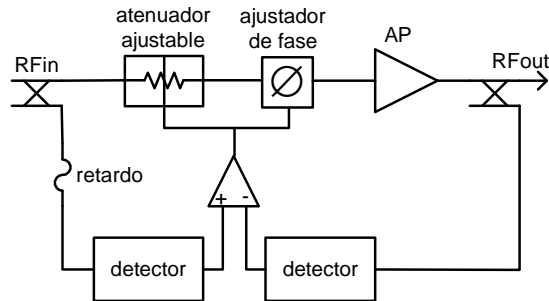 atenuador
ajustable
ajustador
de fase
AP
RFin
RFout
retardo
+ -
detector
detector